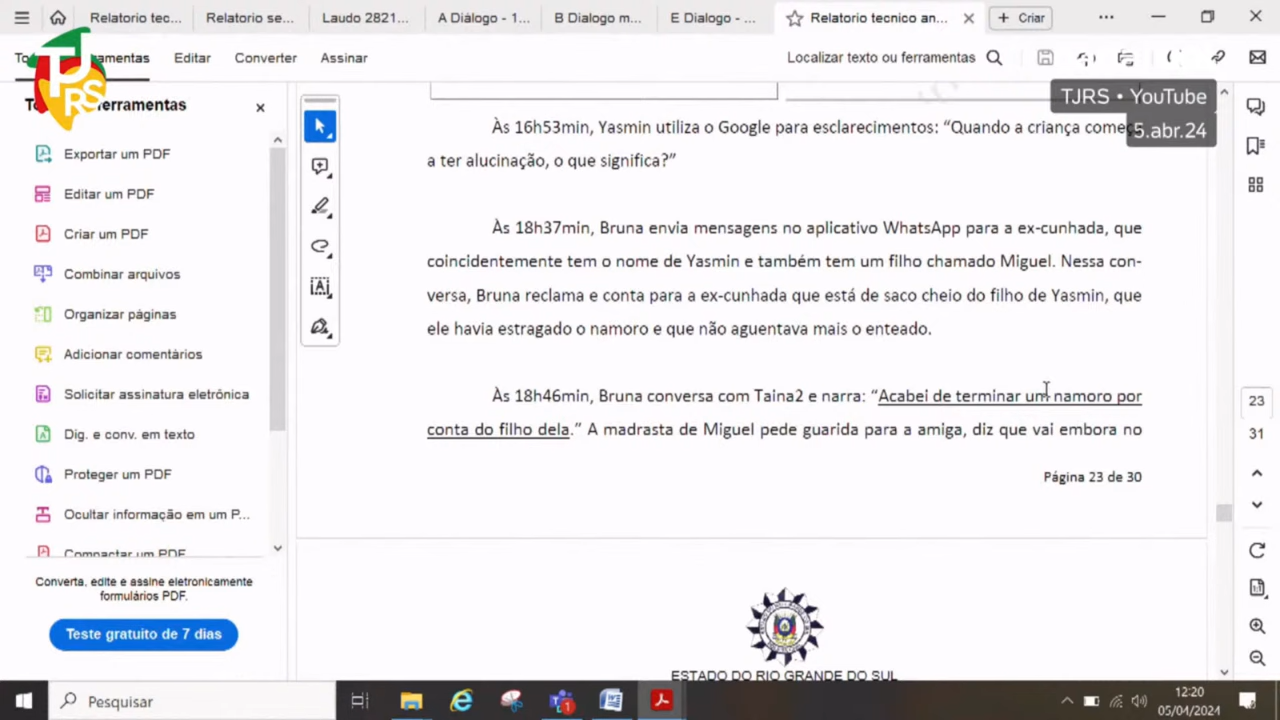 Relatorio tec...
Relatorio se...
Laudo 2821...
A Diálogo - 1...
B Dialogo m...
E Dialogo - ...
Relatorio tecnico an...
Criar
Editar
Converter
Assinar
Localizar texto ou ferramentas
TJRS
TJRS • YouTube
5.abr.24
Exportar um PDF
Editar um PDF
Criar um PDF
Combinar arquivos
Organizar páginas
Adicionar comentários
Solicitar assinatura eletrônica
Dig. e conv. em texto
Proteger um PDF
Ocultar informação em um P...
Compactar um PDF
Converta, edite e assine eletronicamente
formulários PDF.
Teste gratuito de 7 dias
Às 16h53min, Yasmin utiliza o Google para esclarecimentos: “Quando a criança começa
a ter alucinação, o que significa?”
Às 18h37min, Bruna envia mensagens no aplicativo WhatsApp para a ex-cunhada, que
coincidentemente tem o nome de Yasmin e também tem um filho chamado Miguel. Nessa con-
versa, Bruna reclama e conta para a ex-cunhada que está de saco cheio do filho de Yasmin, que
ele havia estragado o namoro e que não aguentava mais o enteado.
Às 18h46min, Bruna conversa com Taina2 e narra: “Acabei de terminar um namoro por
conta do filho dela.” A madrasta de Miguel pede guarida para a amiga, diz que vai embora no
Página 23 de 30
ESTADO DO RIO GRANDE DO SUL
23
31
Pesquisar
12:20
05/04/2024